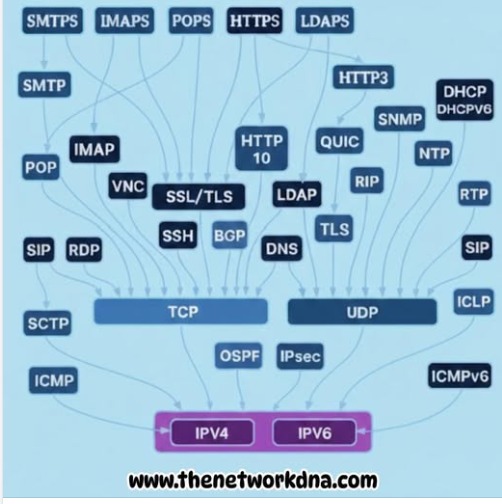 SMTPS
IMAPS
POPS
HTTPS
LDAPS
HTTP3
SMTP
DHCP
DHCPV6
SNMP
HTTP
10
QUIC
IMAP
NTP
POP
RIP
VNC
SSL/TLS
LDAP
RTP
SSH
BGP
TLS
SIP
RDP
DNS
SIP
ICLP
TCP
UDP
SCTP
OSPF
IPsec
ICMP
ICMPv6
IPV4
IPV6
www.thenetworkdna.com